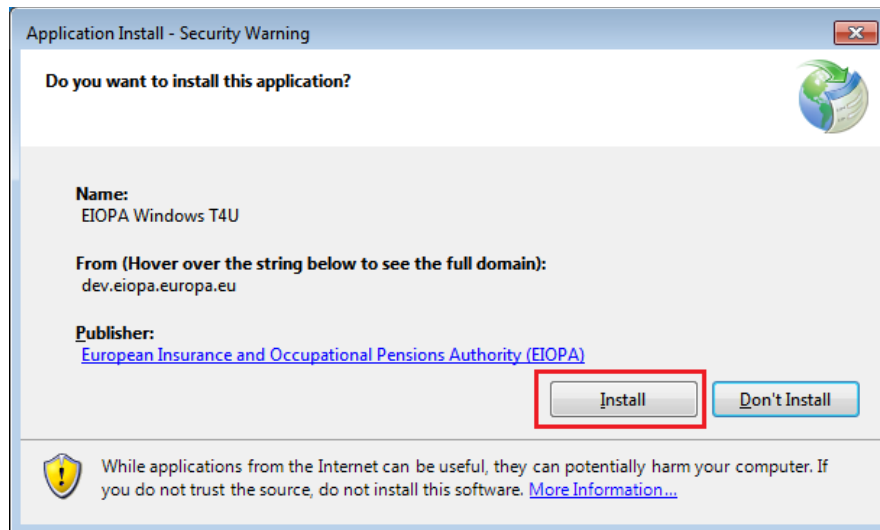 Application Install - Security Warning
Do you want to install this application?
Name:
EIOPA Windows T4U
From (Hover over the string below to see the full domain):
dev.eiopa.europa.eu
Publisher:
European Insurance and Occupational Pensions Authority (EIOPA)
Install
Don't Install
While applications from the Internet can be useful, they can potentially harm your computer. If
you do not trust the source, do not install this software. More Information...